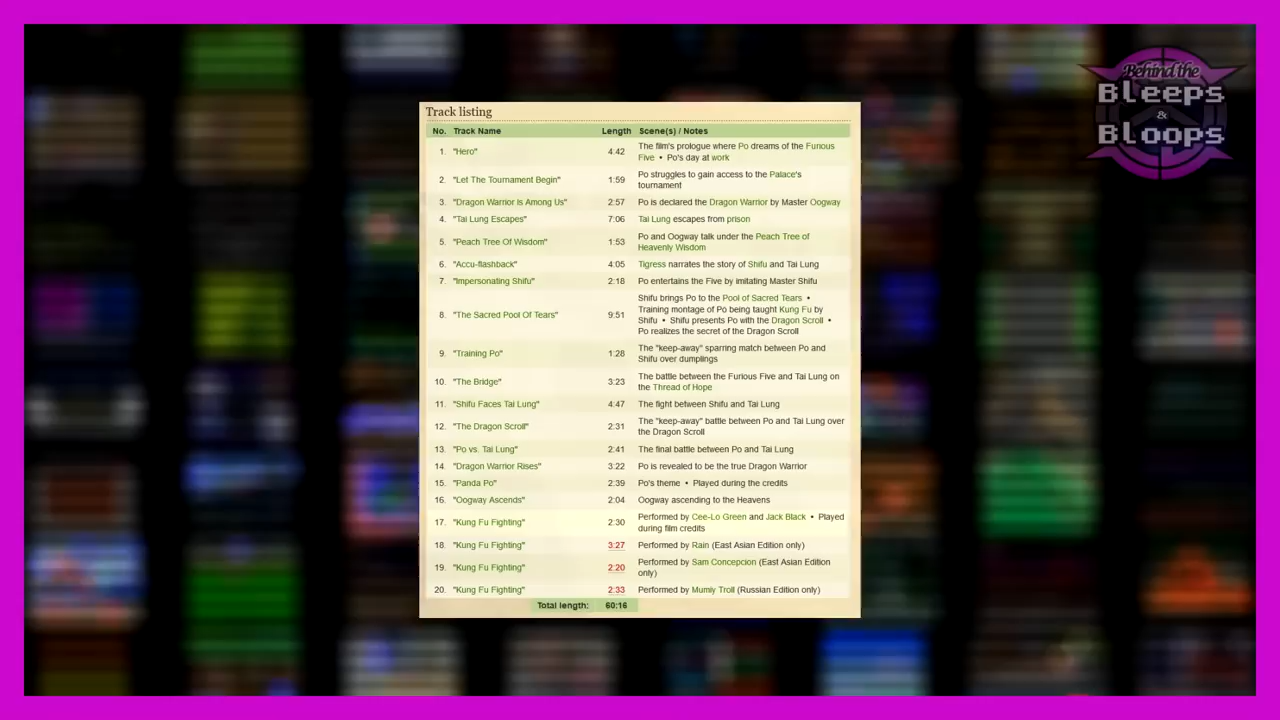 Behind the
Bleeps
&
Bloops
Track listing
No. Track Name Length Scene(s) / Notes
1. "Hero" 4:42 The film's prologue where Po dreams of the Furious
Five • Po's day at work
2. "Let The Tournament Begin" 1:59 Po struggles to gain access to the Palace's
tournament
3. "Dragon Warrior is Among Us" 2:57 Po is declared the Dragon Warrior by Master Oogway
4. "Tai Lung Escapes" 7:06 Tai Lung escapes from prison
5. "Peach Tree Of Wisdom" 1:53 Po and Oogway talk under the Peach Tree of
Heavenly Wisdom
6. "Accu-flashback" 4:05 Tigress narrates the story of Shifu and Tai Lung
7. "Impersonating Shifu" 2:18 Po entertains the Five by imitating Master Shifu
8. "The Sacred Pool Of Tears" 9:51 Shifu brings Po to the Pool of Sacred Tears •
Training montage of Po being taught Kung Fu by
Shifu • Shifu presents Po with the Dragon Scroll •
Po realizes the secret of the Dragon Scroll
9. "Training Po" 1:28 The "keep-away" sparring match between Po and
Shifu over dumplings
10. "The Bridge" 3:23 The battle between the Furious Five and Tai Lung on
the Thread of Hope
11. "Shifu Faces Tai Lung" 4:47 The fight between Shifu and Tai Lung
12. "The Dragon Scroll" 2:31 The "keep-away" battle between Po and Tai Lung over
the Dragon Scroll
13. "Po vs. Tai Lung" 2:41 The final battle between Po and Tai Lung
14. "Dragon Warrior Rises" 3:22 Po is revealed to be the true Dragon Warrior
15. "Panda Po" 2:39 Po's theme • Played during the credits
16. "Oogway Ascends" 2:04 Oogway ascending to the Heavens
17. "Kung Fu Fighting" 2:30 Performed by Cee-Lo Green and Jack Black • Played
during film credits
18. "Kung Fu Fighting" 3:27 Performed by Rain (East Asian Edition only)
19. "Kung Fu Fighting" 2:20 Performed by Sam Concepcion (East Asian Edition
only)
20. "Kung Fu Fighting" 2:33 Performed by Mumiy Troll (Russian Edition only)
Total length: 60:16